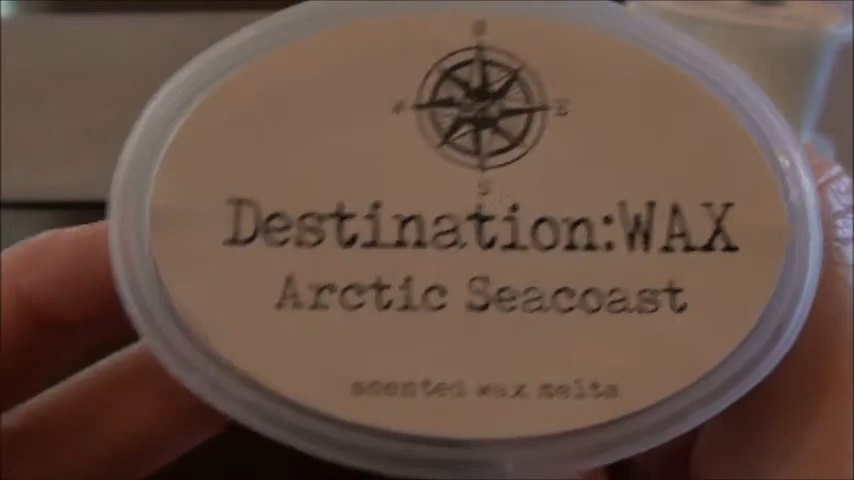 E
S
Destination:WAX
Arctic Seacoast
scented wax melts